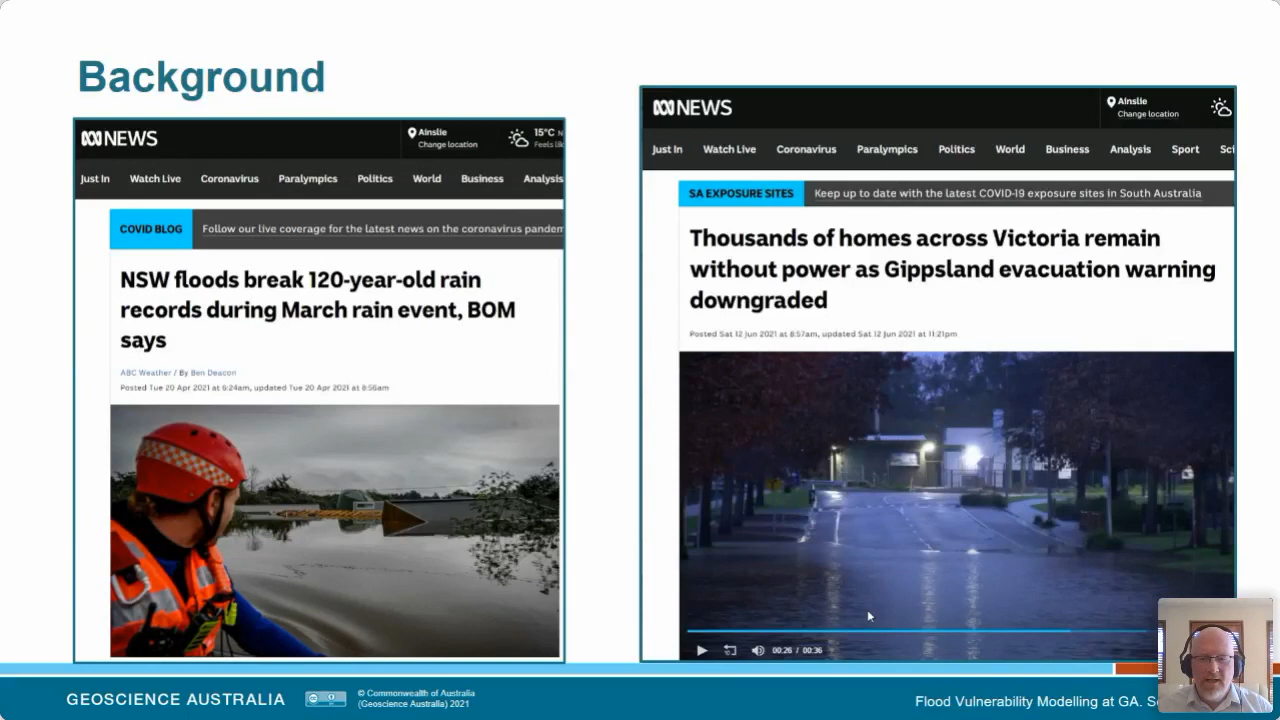 Background
NEWS
Ainslie
Change location
15°C
Feels
Just In Watch Live Coronavirus Paralympics Politics World Business Analysis
COVID BLOG Follow our live coverage for the latest news on the coronavirus
NSW floods break 120-year-old rain
records during March rain event, BOM
says
ABC Weather / By Ben Deacon
Posted Tue 20 Apr 2021 at 6:24am, updated Tue 20 Apr 2021 at 8:56am
NEWS
Ainslie
Change location
Just In Watch Live Coronavirus Paralympics Politics World Business Analysis Sport
SA EXPOSURE SITES Keep up to date with the latest COVID-19 exposure sites in South Australia
Thousands of homes across Victoria remain
without power as Gippsland evacuation warning
downgraded
Posted Sat 12 Jun 2021 at 8:57am, updated Sat 12 Jun 2021 at 11:21pm
00:26 / 00:36
GEOSCIENCE AUSTRALIA
© Commonwealth of Australia
(Geoscience Australia) 2021
Flood Vulnerability Modelling at GA.